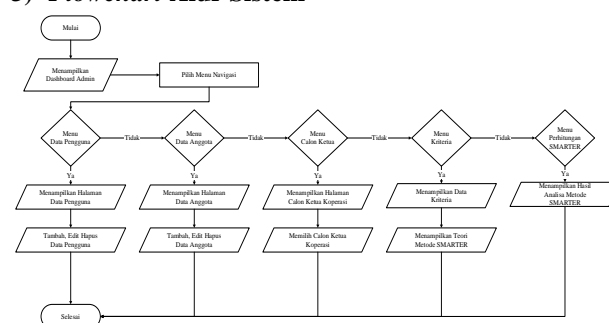 3) Flowchart Alur Sistem
Mulai
Menampilkan
Dashboard Admin
Pilih Menu Navigasi
Menu
Data Pengguna
Tidak
Menu
Data Anggota
Tidak
Menu
Calon Ketua
Tidak
Menu
Kriteria
Tidak
Menu
Perhitungan
SMARTER
Ya
Ya
Ya
Ya
Ya
Menampilkan Halaman
Data Pengguna
Menampilkan Halaman
Data Anggota
Menampilkan Halaman
Calon Ketua Koperasi
Menampilkan Data
Kriteria
Menampilkan Hasil
Analisa Metode
SMARTER
Tambah, Edit Hapus
Data Pengguna
Tambah, Edit Hapus
Data Anggota
Memilih Calon Ketua
Koperasi
Menampilkan Teori
Metode SMARTER
Selesai